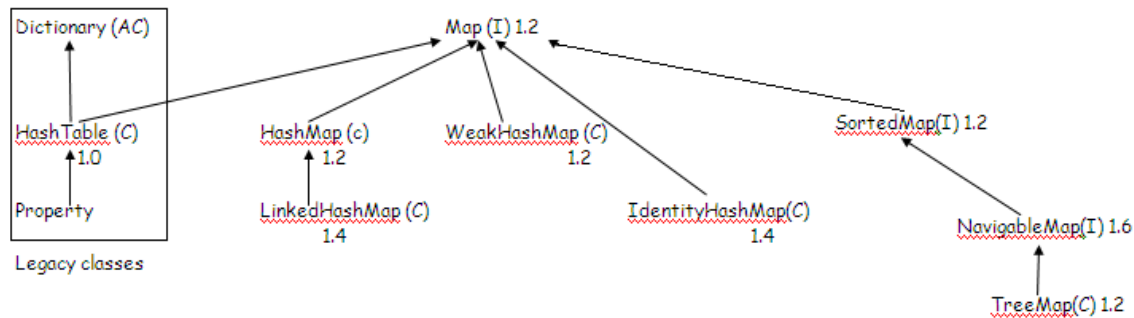 Dictionary (AC)
Map (I) 1.2
HashTable (C)
1.0
HashMap (c)
1.2
WeakHashMap (C)
1.2
SortedMap(I) 1.2
Property
LinkedHashMap (C)
1.4
IdentityHashMap(C)
1.4
NavigableMap(I) 1.6
Legacy classes
TreeMap(C) 1.2